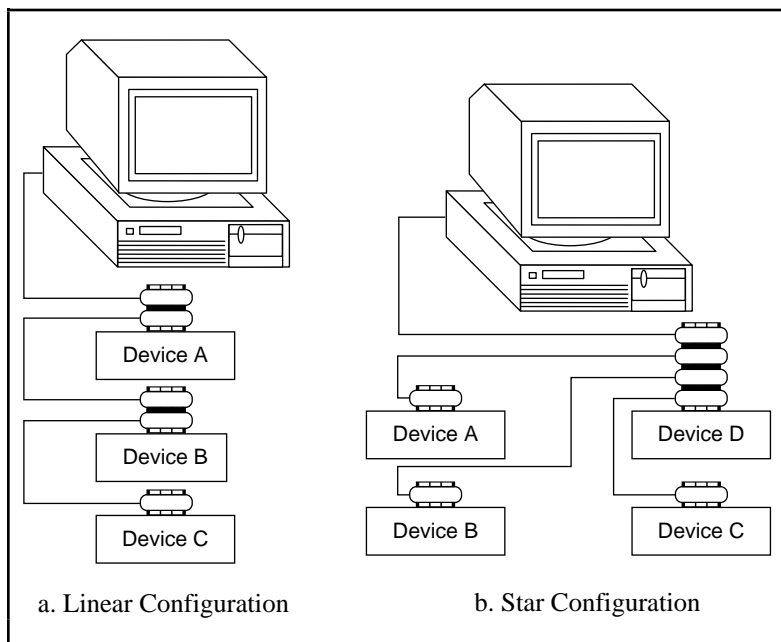 Device A
Device B
Device C
a. Linear Configuration
Device A
Device D
Device B
Device C
b. Star Configuration